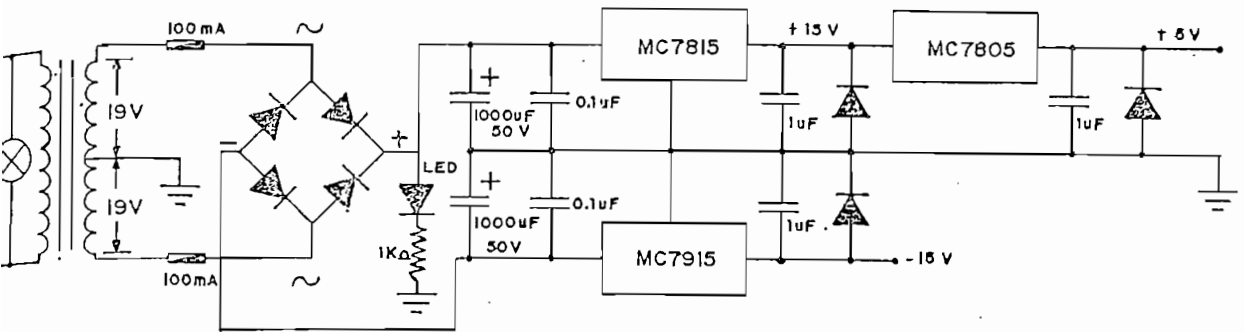 100 mA
~
19V
19V
100mA
~
−
+
LED
1KΩ
+
1000uF
50 V
0.1uF
+
1000uF
50V
0.1uF
MC7815
+ 15 V
1uF
MC7805
+ 5 V
1uF
1uF
MC7915
-15 V